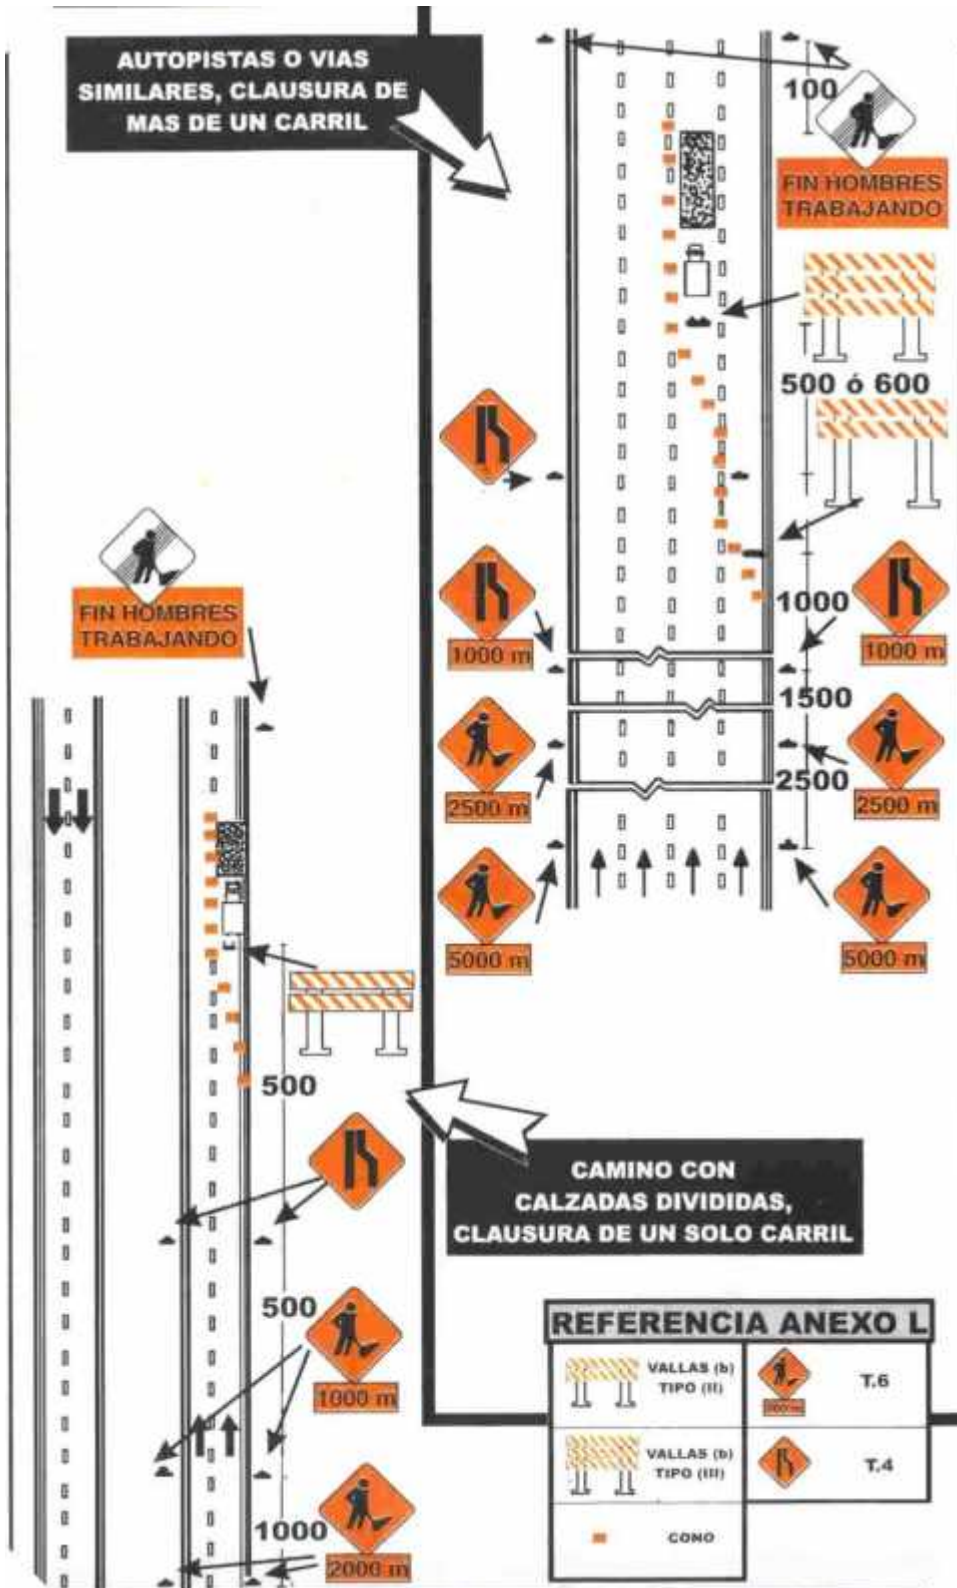 AUTOPISTAS O VIAS
SIMILARES, CLAUSURA DE
MAS DE UN CARRIL
100
FIN HOMBRES
TRABAJANDO
500 ó 600
1000
1000 m
1000 m
1500
2500 m
2500
2500 m
5000 m
5000 m
FIN HOMBRES
TRABAJANDO
500
CAMINO CON
CALZADAS DIVIDIDAS,
CLAUSURA DE UN SOLO CARRIL
500
1000 m
1000
2000 m
REFERENCIA ANEXO L
VALLAS (b)
TIPO (II)
T.6
VALLAS (b)
TIPO (III)
T.4
CONO